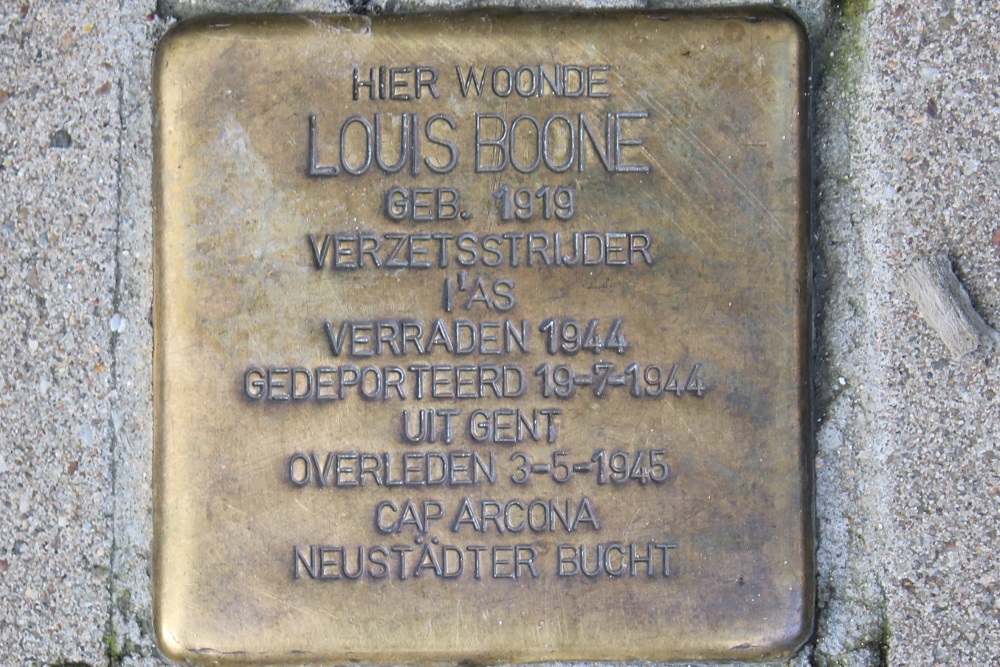 HIER WOONDE
LOUIS BOONE
GEB. 1919
VERZETSSTRIJDER
I'AS
VERRADEN 1944
GEDEPORTEERD 19-7-1944
UIT GENT
OVERLEDEN 3-5-1945
CAP ARCONA
NEUSTÄDTER BUCHT